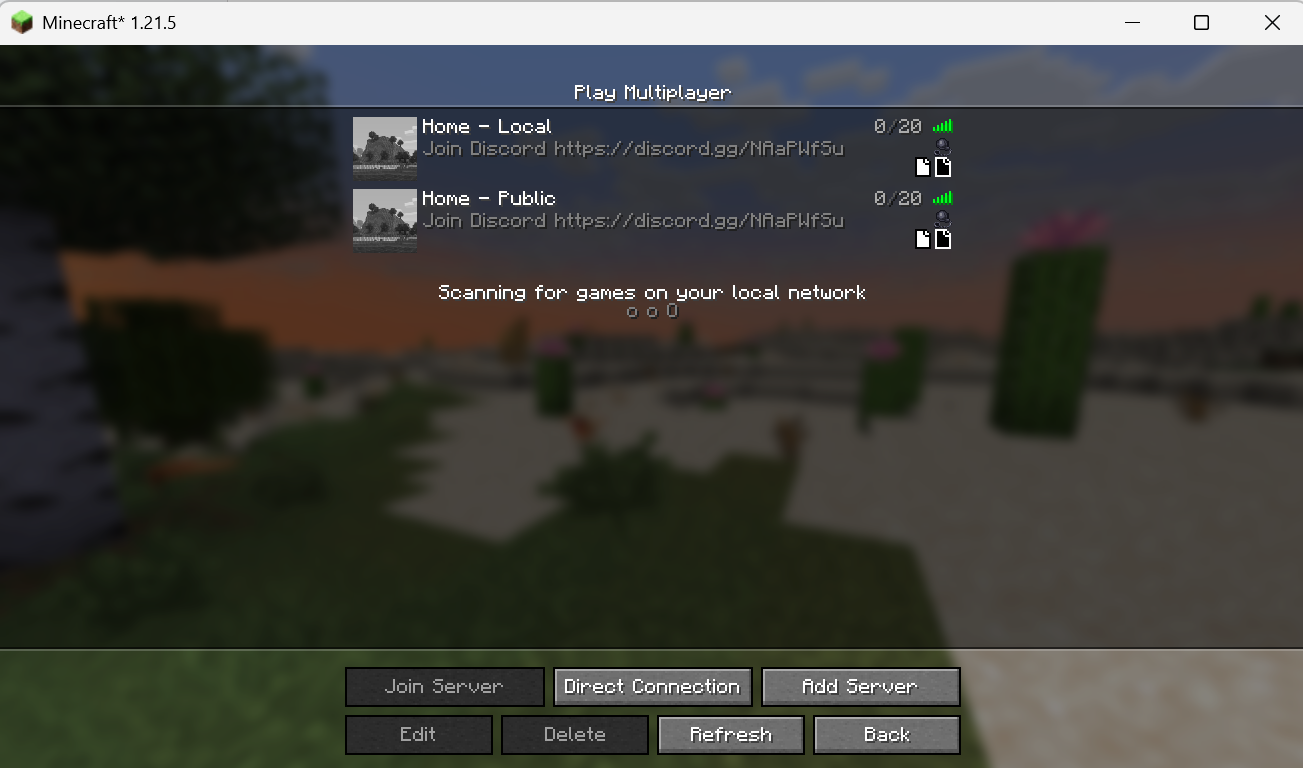 Minecraft* 1.21.5
Play Multiplayer
Home - Local 0/20
Join Discord https://discord.gg/NAaPWfSu
Home - Public 0/20
Join Discord https://discord.gg/NAaPWfSu
Scanning for games on your local network
o o O
Join Server Direct Connection Add Server
Edit Delete Refresh Back